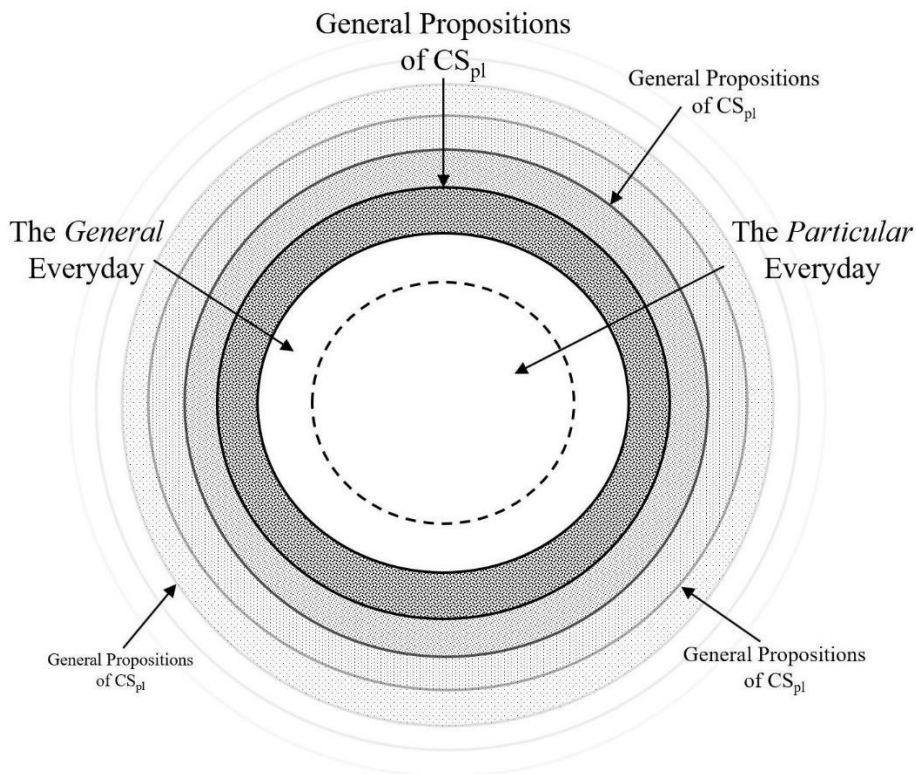 General Propositions
of CSpl
General Propositions
of CSpl
The General
Everyday
The Particular
Everyday
General Propositions
of CSpl
General Propositions
of CSpl